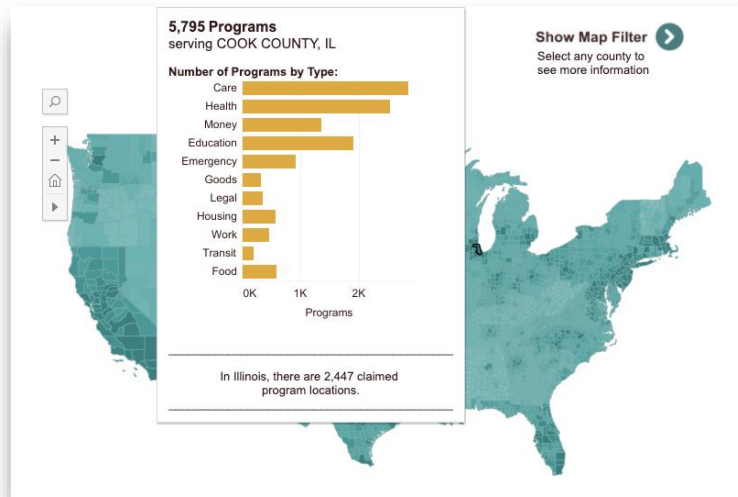 5,795 Programs
serving COOK COUNTY, IL
Number of Programs by Type:
Care
Health
Money
Education
Emergency
Goods
Legal
Housing
Work
Transit
Food
0K 1K 2K
Programs
In Illinois, there are 2,447 claimed
program locations.
Show Map Filter
Select any county to
see more information